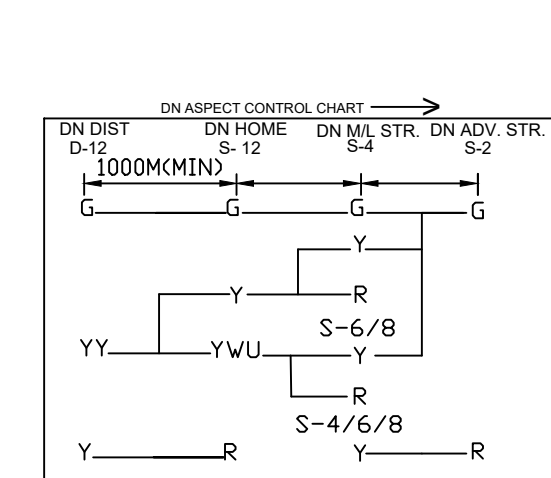 DN ASPECT CONTROL CHART
DN DIST DN HOME DN M/L STR. DN ADV. STR.
D-12 S- 12 S-4 S-2
1000M(MIN)
G G G G
Y
Y R
S-6/8
YY YWU Y
R
S-4/6/8
Y R Y R